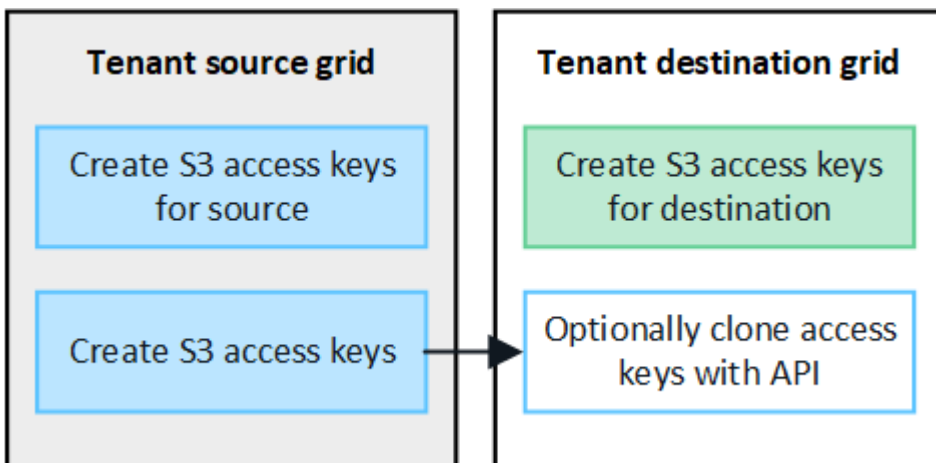 Tenant source grid
Create S3 access keys
for source
Create S3 access keys
Tenant destination grid
Create S3 access keys
for destination
Optionally clone access
keys with API